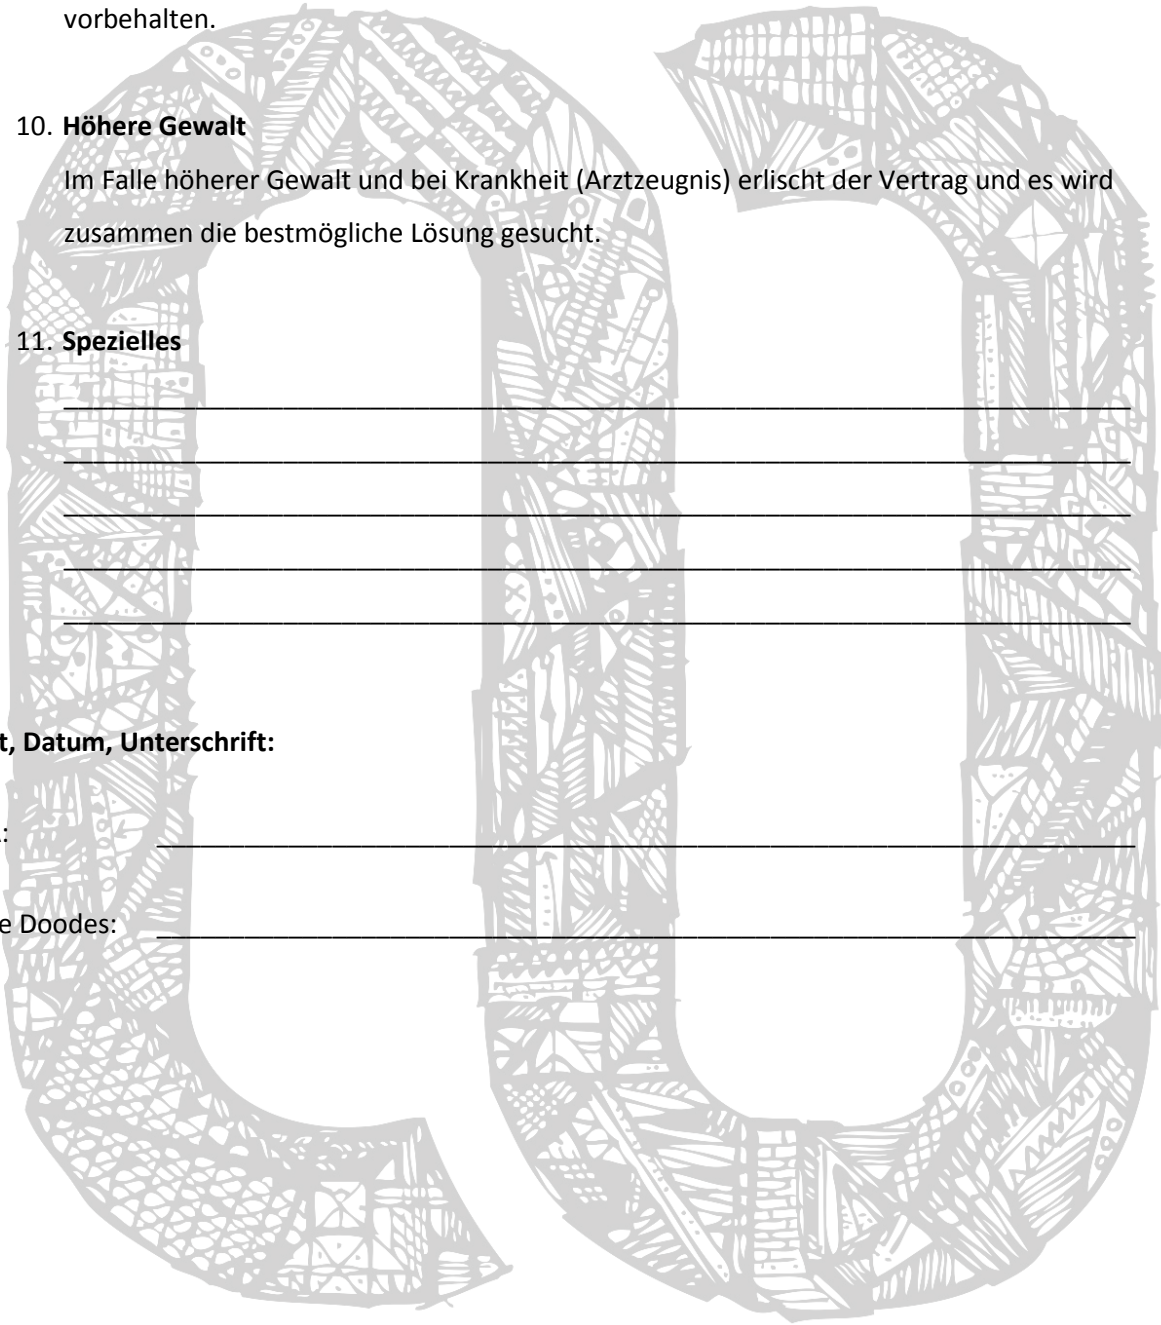 vorbehalten.
10. Höhere Gewalt
Im Falle höherer Gewalt und bei Krankheit (Arztzeugnis) erlischt der Vertrag und es wird
zusammen die bestmögliche Lösung gesucht.
11. Spezielles
Datum, Unterschrift:
Doodes: